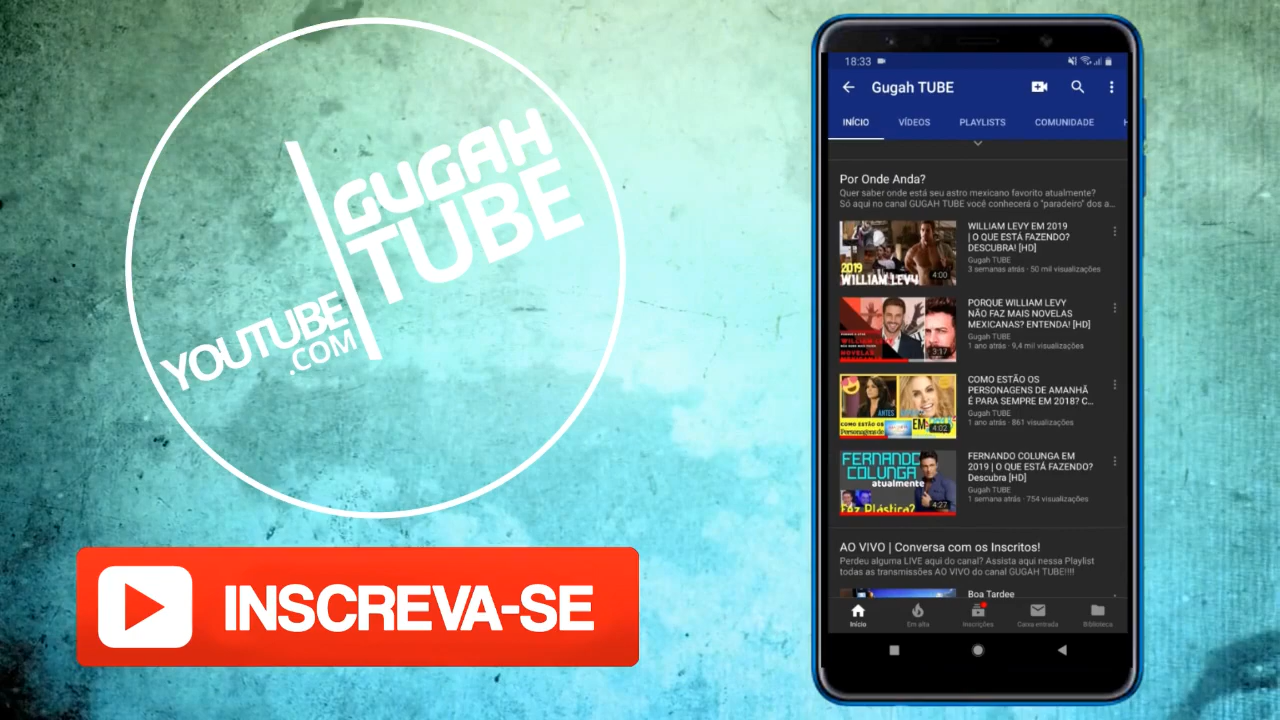 GUGAH
TUBE
YOUTUBE
.COM
INSCREVA-SE
18:33
Gugah TUBE
INÍCIO VÍDEOS PLAYLISTS COMUNIDADE
Por Onde Anda?
Quer saber onde está seu astro mexicano favorito atualmente?
Só aqui no canal GUGAH TUBE você conhecerá o "paradeiro" dos a...
2019
WILLIAM LEVY
4:00
WILLIAM LEVY EM 2019
| O QUE ESTÁ FAZENDO?
DESCUBRA! [HD]
Gugah TUBE
3 semanas atrás · 50 mil visualizações
NOVELAS
3:17
PORQUE WILLIAM LEVY
NÃO FAZ MAIS NOVELAS
MEXICANAS? ENTENDA! [HD]
Gugah TUBE
1 ano atrás · 9,4 mil visualizações
ANTES
COMO ESTÃO OS
Personagens de
EM
4:02
COMO ESTÃO OS
PERSONAGENS DE AMANHÃ
É PARA SEMPRE EM 2018? C...
Gugah TUBE
1 ano atrás · 861 visualizações
FERNANDO
COLUNGA
atualmente
Faz Plástica?
4:27
FERNANDO COLUNGA EM
2019 | O QUE ESTÁ FAZENDO?
Descubra [HD]
Gugah TUBE
1 semana atrás · 754 visualizações
AO VIVO | Conversa com os Inscritos!
Perdeu alguma LIVE aqui do canal? Assista aqui nessa Playlist
todas as transmissões AO VIVO do canal GUGAH TUBE!!!!
Boa Tardee
Início Em alta Inscrições Caixa entrada Biblioteca